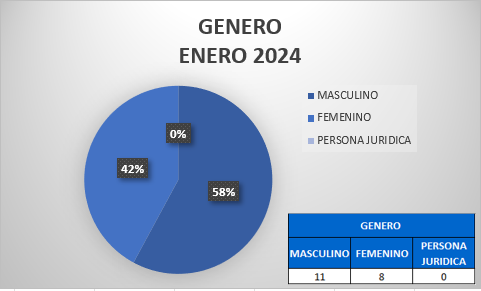 GENERO
ENERO 2024
MASCULINO
FEMENINO
PERSONA JURIDICA
0%
42%
58%
GENERO
MASCULINO FEMENINO PERSONA JURIDICA
11 8 0